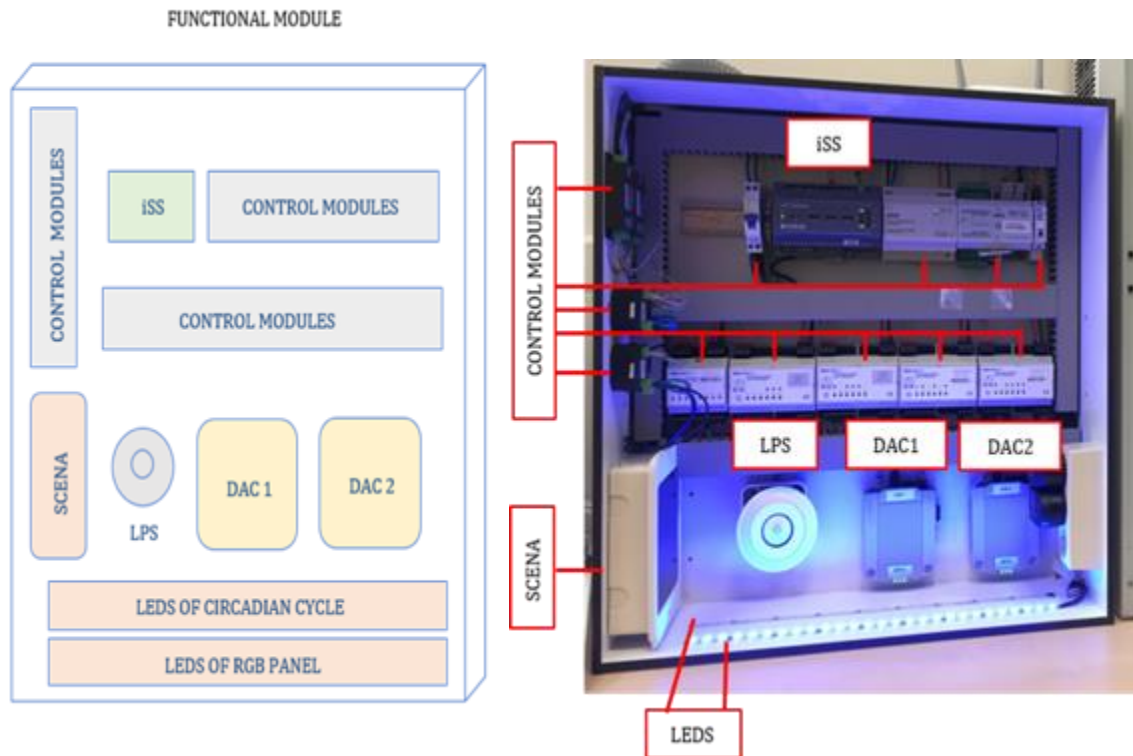 FUNCTIONAL MODULE
CONTROL MODULES
iSS
CONTROL MODULES
CONTROL MODULES
SCENA
LPS
DAC 1
DAC 2
LEDS OF CIRCADIAN CYCLE
LEDS OF RGB PANEL
iSS
CONTROL MODULES
LPS
DAC1
DAC2
SCENA
LEDS